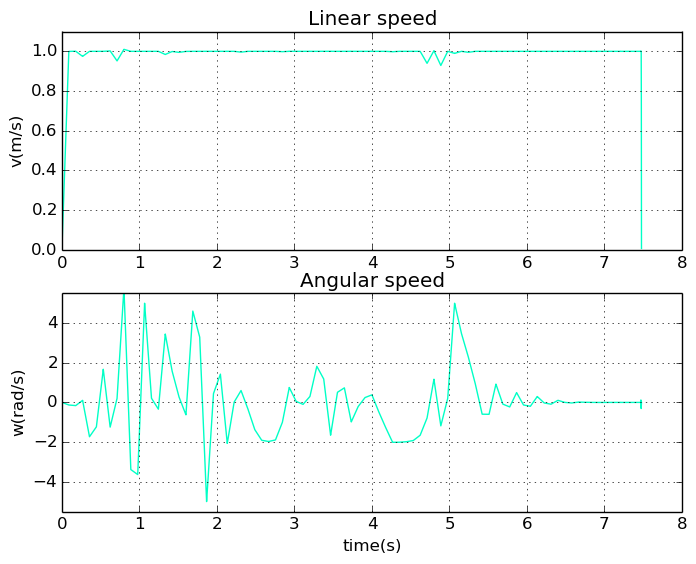 Linear speed
1.0
0.8
0.6
0.4
0.2
0.0
v(m/s)
0 1 2 3 4 5 6 7 8
Angular speed
4
2
0
−2
−4
w(rad/s)
0 1 2 3 4 5 6 7 8
time(s)